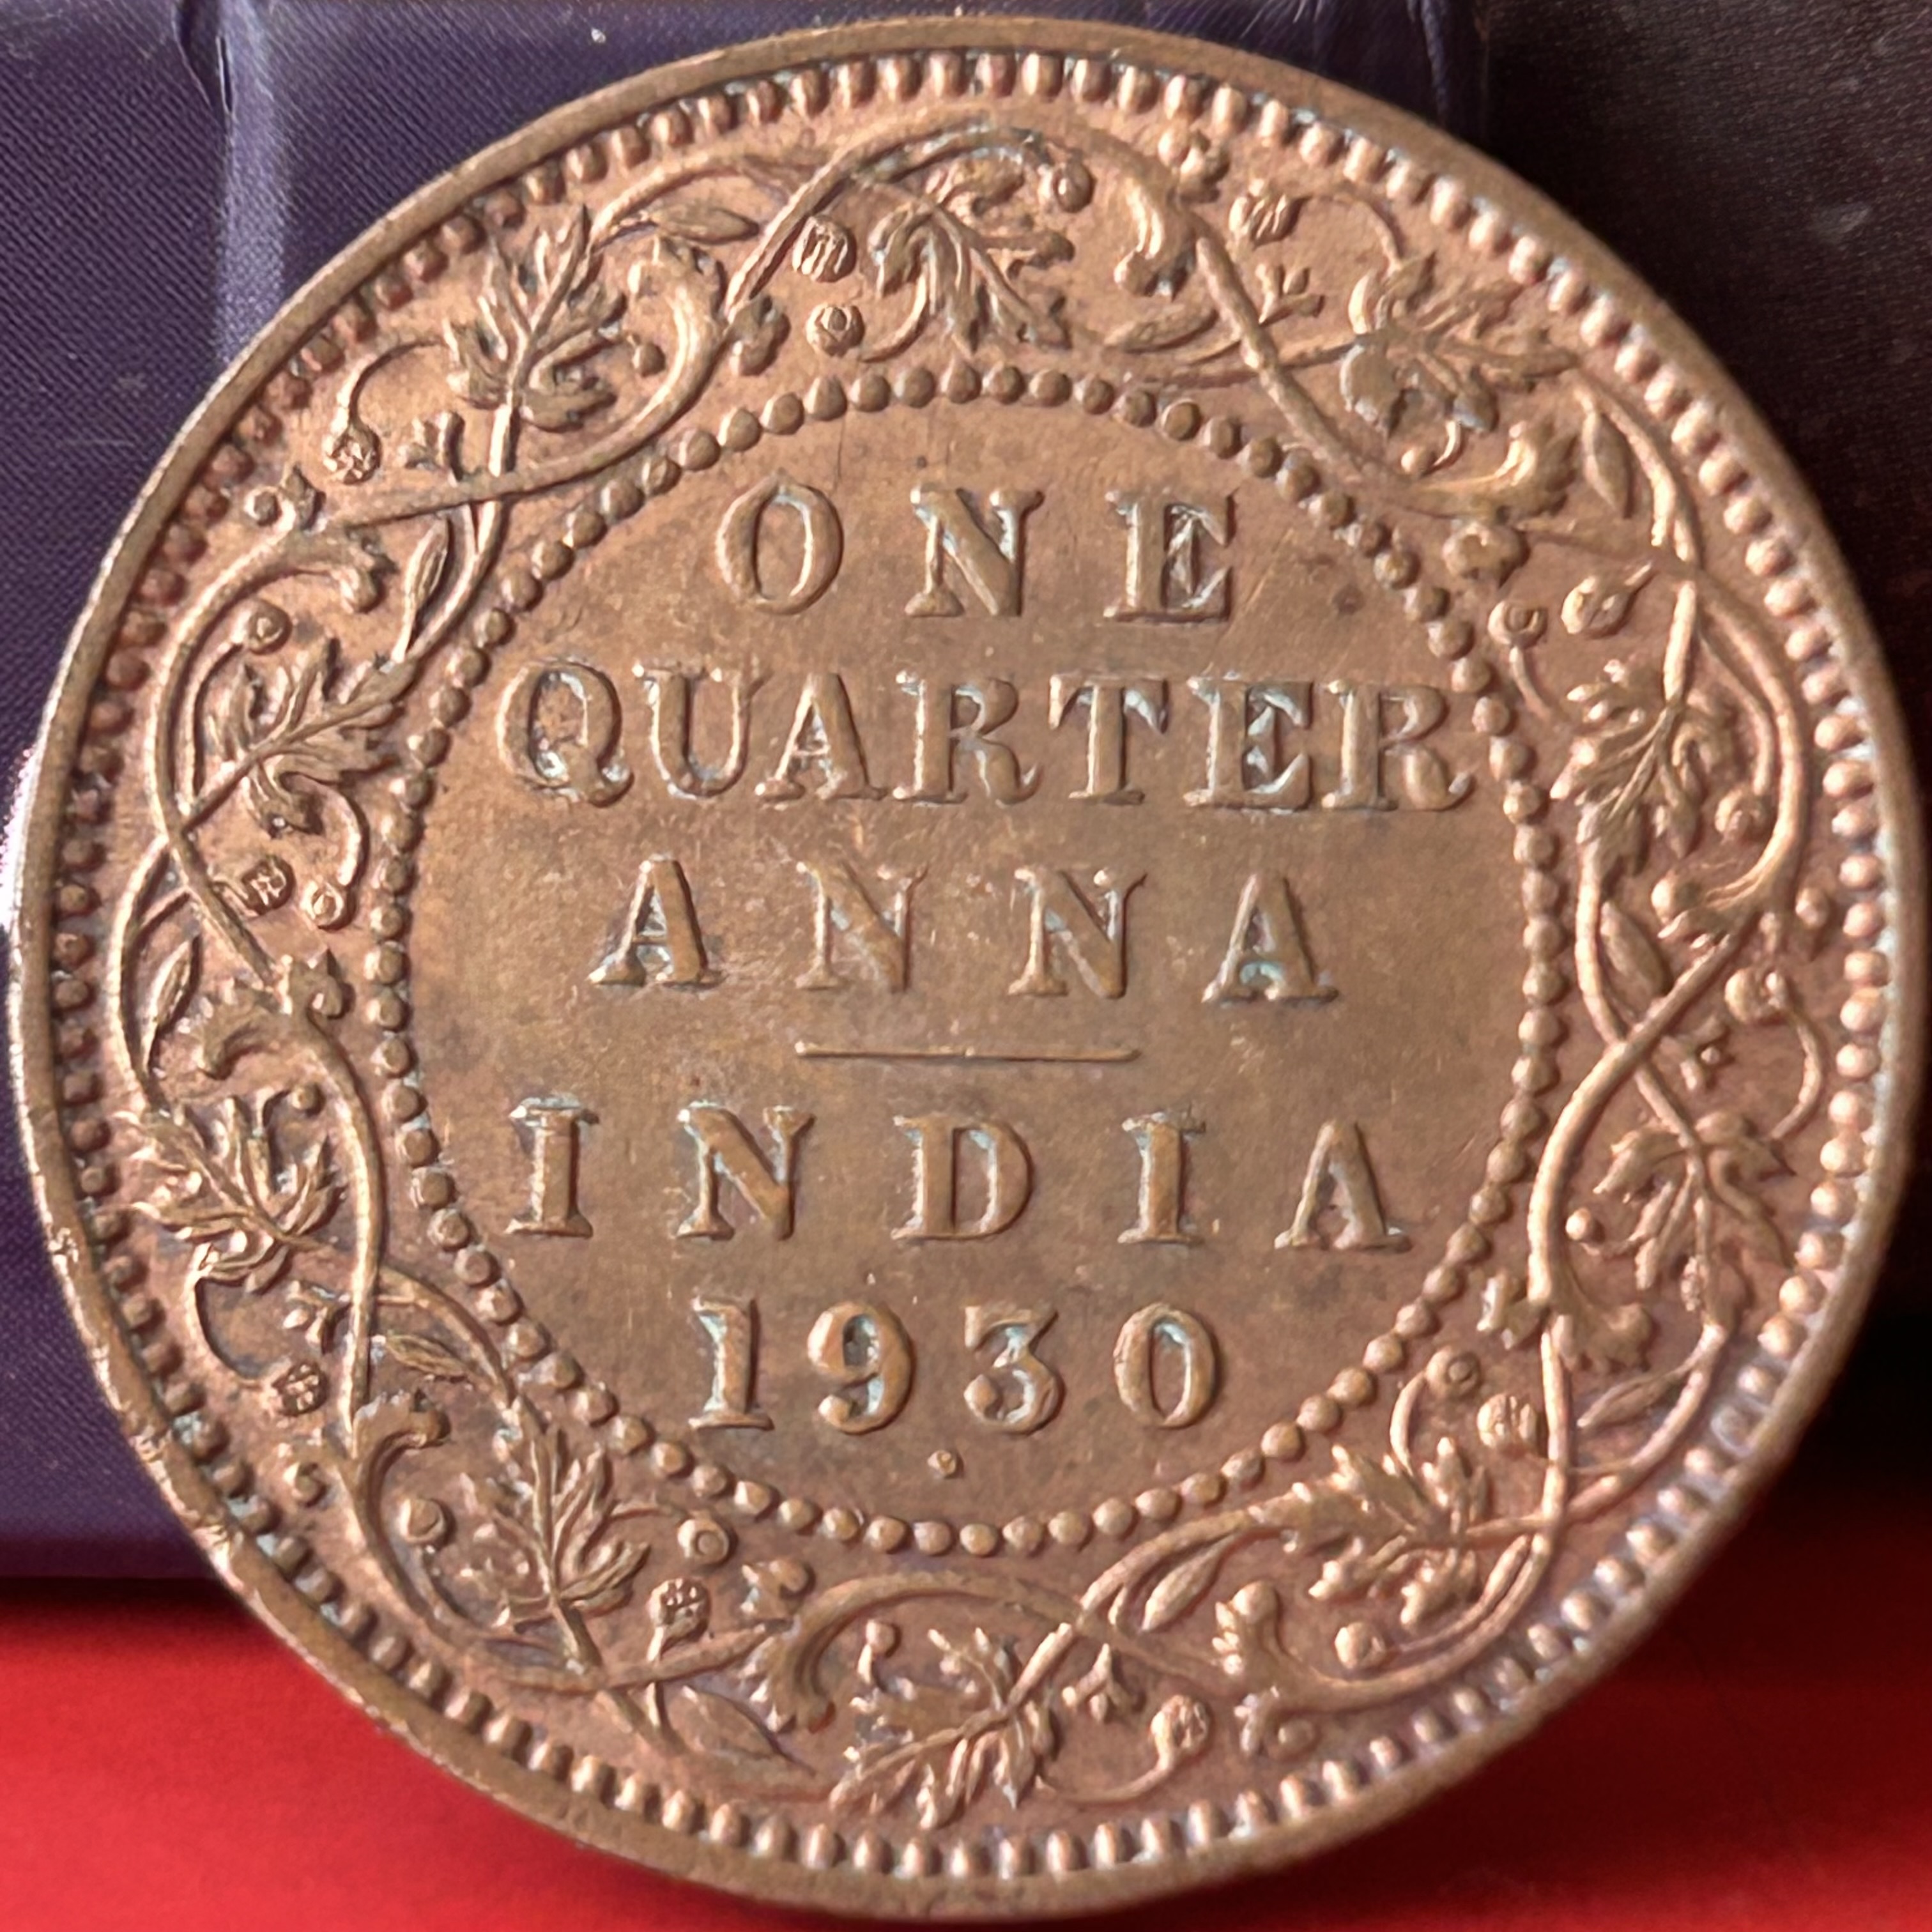 ONE
QUARTER
ANNA
INDIA
1930